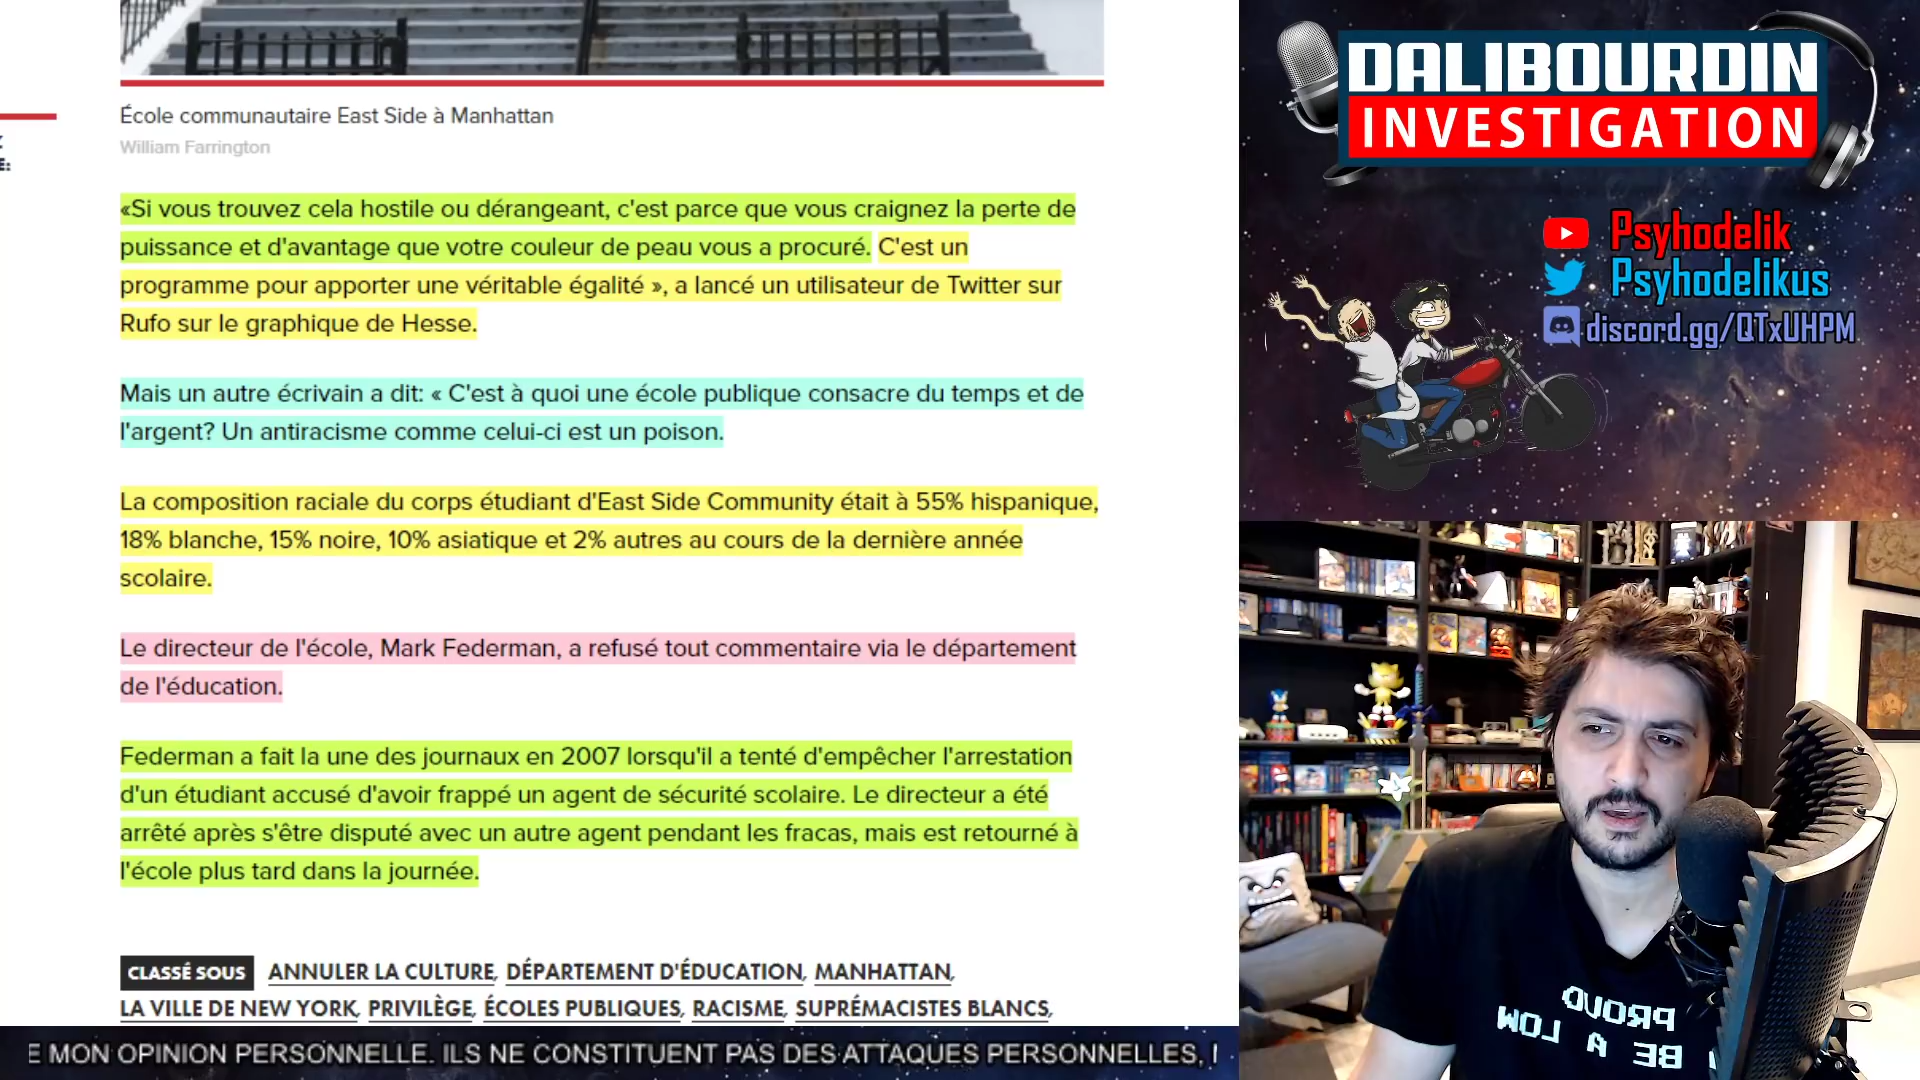 École communautaire East Side à Manhattan
William Farrington
«Si vous trouvez cela hostile ou dérangeant, c'est parce que vous craignez la perte de
puissance et d'avantage que votre couleur de peau vous a procuré. C'est un
programme pour apporter une véritable égalité », a lancé un utilisateur de Twitter sur
Rufo sur le graphique de Hesse.
Mais un autre écrivain a dit: « C'est à quoi une école publique consacre du temps et de
l'argent? Un antiracisme comme celui-ci est un poison.
La composition raciale du corps étudiant d'East Side Community était à 55% hispanique,
18% blanche, 15% noire, 10% asiatique et 2% autres au cours de la dernière année
scolaire.
Le directeur de l'école, Mark Federman, a refusé tout commentaire via le département
de l'éducation.
Federman a fait la une des journaux en 2007 lorsqu'il a tenté d'empêcher l'arrestation
d'un étudiant accusé d'avoir frappé un agent de sécurité scolaire. Le directeur a été
arrêté après s'être disputé avec un autre agent pendant les fracas, mais est retourné à
l'école plus tard dans la journée.
CLASSÉ SOUS ANNULER LA CULTURE, DÉPARTEMENT D'ÉDUCATION, MANHATTAN,
LA VILLE DE NEW YORK, PRIVILÈGE, ÉCOLES PUBLIQUES, RACISME, SUPRÉMACISTES BLANCS,
E MON OPINION PERSONNELLE. ILS NE CONSTITUENT PAS DES ATTAQUES PERSONNELLES,
DALIBOURDIN
INVESTIGATION
Psyhodelik
Psyhodelikus
discord.gg/QTxUHPM
PROUD
BE A LOW